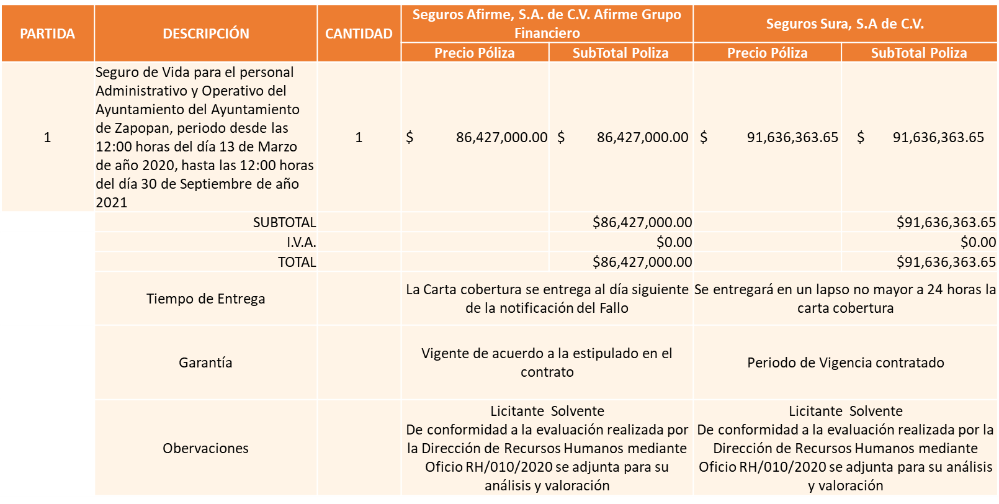 PARTIDA
DESCRIPCIÓN
CANTIDAD
Seguros Afirme, S.A. de C.V. Afirme Grupo
Financiero
Seguros Sura, S.A de C.V.
Precio Póliza
SubTotal Poliza
Precio Póliza
SubTotal Poliza
1
Seguro de Vida para el personal
Administrativo y Operativo del
Ayuntamiento del Ayuntamiento
de Zapopan, periodo desde las
12:00 horas del día 13 de Marzo
de año 2020, hasta las 12:00 horas
del día 30 de Septiembre de año
2021
1
$ 86,427,000.00
$ 86,427,000.00
$ 91,636,363.65
$ 91,636,363.65
SUBTOTAL
$86,427,000.00
$91,636,363.65
I.V.A.
$0.00
$0.00
TOTAL
$86,427,000.00
$91,636,363.65
Tiempo de Entrega
La Carta cobertura se entrega al día siguiente
de la notificación del Fallo
Se entregará en un lapso no mayor a 24 horas la
carta cobertura
Garantía
Vigente de acuerdo a la estipulado en el
contrato
Periodo de Vigencia contratado
Obervaciones
Licitante Solvente
De conformidad a la evaluación realizada por
la Dirección de Recursos Humanos mediante
Oficio RH/010/2020 se adjunta para su
análisis y valoración
Licitante Solvente
De conformidad a la evaluación realizada por la
Dirección de Recursos Humanos mediante
Oficio RH/010/2020 se adjunta para su análisis
y valoración